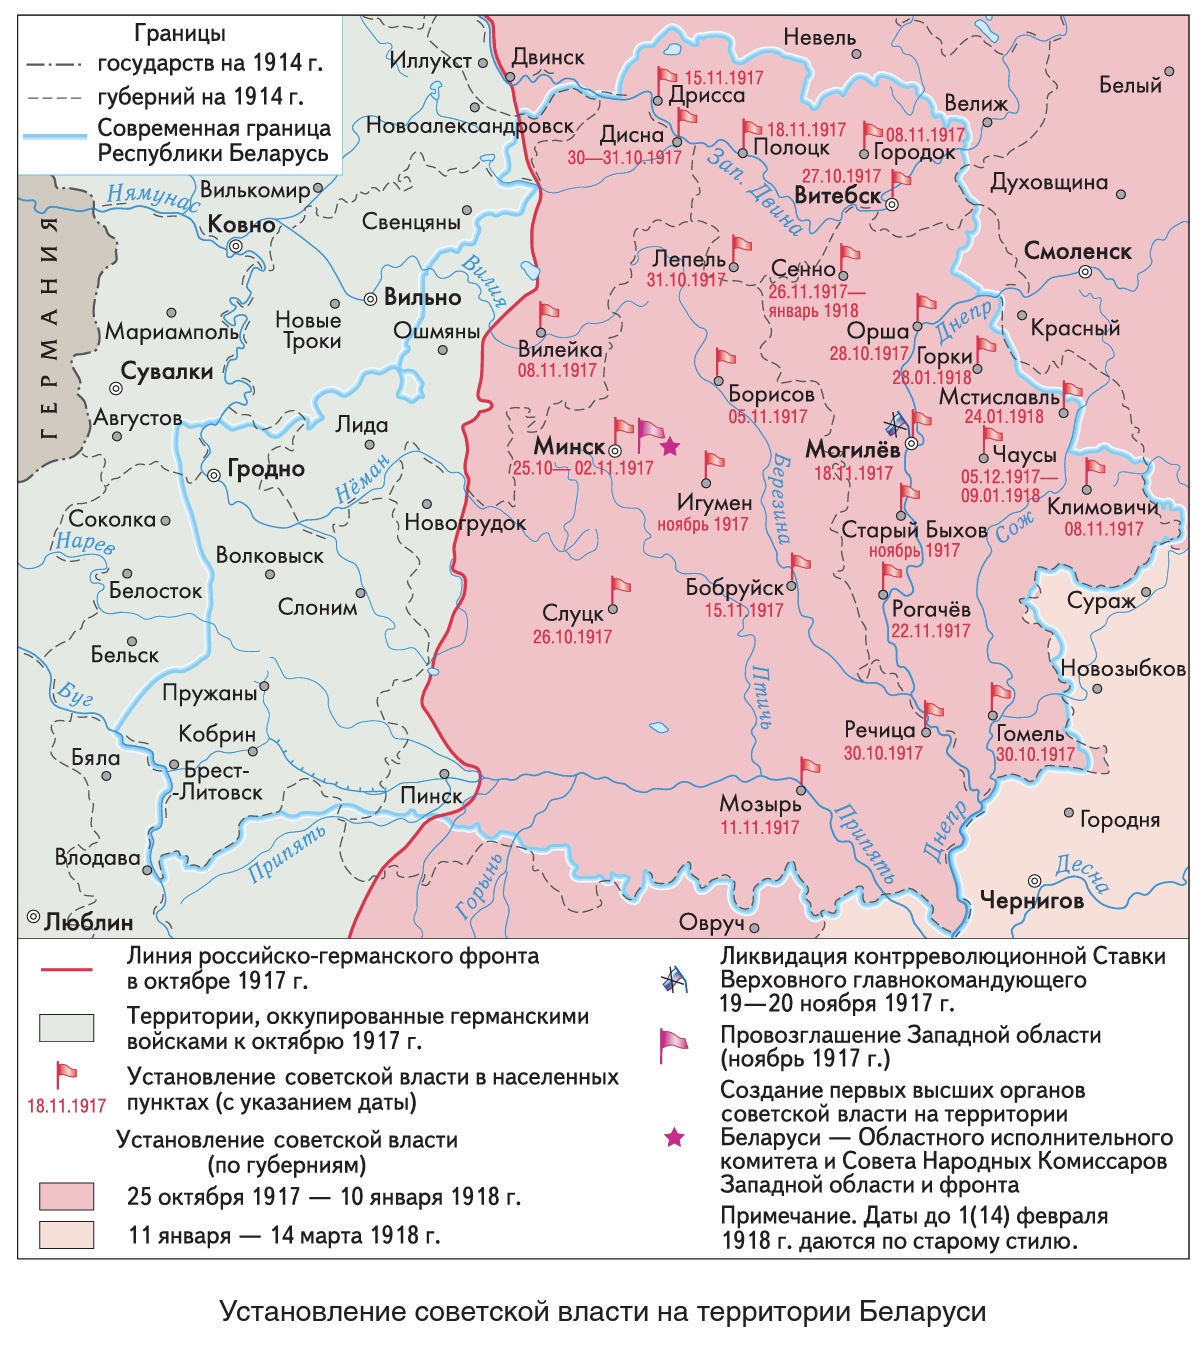 Границы
государств на 1914 г.
губерний на 1914 г.
Современная граница
Республики Беларусь
Иллукст
Двинск
Невель
Белый
15.11.1917
Дрисса
Новоалександровск
Дисна
30—31.10.1917
18.11.1917
Полоцк
08.11.1917
Городок
Велиж
27.10.1917
Витебск
Зап. Двина
Духовщина
Смоленск
ГЕРМАНИЯ
Нямунас
Вилькомир
Ковно
Свенцяны
Вилия
Вильно
Мариамполь
Новые
Троки
Ошмяны
Сувалки
Августов
Лепель
31.10.1917
Сенно
26.11.1917—
январь 1918
Вилейка
08.11.1917
Орша
28.10.1917
Днепр
Красный
Горки
28.01.1918
Борисов
05.11.1917
Мстиславль
24.01.1918
Лида
Гродно
Нёман
Минск
25.10— 02.11.1917
Могилёв
18.11.1917
Чаусы
05.12.1917—
09.01.1918
Березина
Игумен
ноябрь 1917
Климовичи
08.11.1917
Новогрудок
Соколка
Нарев
Волковыск
Старый Быхов
ноябрь 1917
Сож
Белосток
Слоним
Слуцк
26.10.1917
Бобруйск
15.11.1917
Рогачёв
22.11.1917
Сураж
Бельск
Новозыбков
Буг
Пружаны
Птичь
Кобрин
Речица
30.10.1917
Гомель
30.10.1917
Бяла
Брест-
-Литовск
Пинск
Мозырь
11.11.1917
Городня
Влодава
Припять
Припять
Днепр
Десна
Горынь
Чернигов
Люблин
Овруч
Линия российско-германского фронта
в октябре 1917 г.
Территории, оккупированные германскими
войсками к октябрю 1917 г.
18.11.1917
Установление советской власти в населенных
пунктах (с указанием даты)
Установление советской власти
(по губерниям)
25 октября 1917 — 10 января 1918 г.
11 января — 14 марта 1918 г.
Ликвидация контрреволюционной Ставки
Верховного главнокомандующего
19—20 ноября 1917 г.
Провозглашение Западной области
(ноябрь 1917 г.)
Создание первых высших органов
советской власти на территории
Беларуси — Областного исполнительного
комитета и Совета Народных Комиссаров
Западной области и фронта
Примечание. Даты до 1(14) февраля
1918 г. даются по старому стилю.
Установление советской власти на территории Беларуси